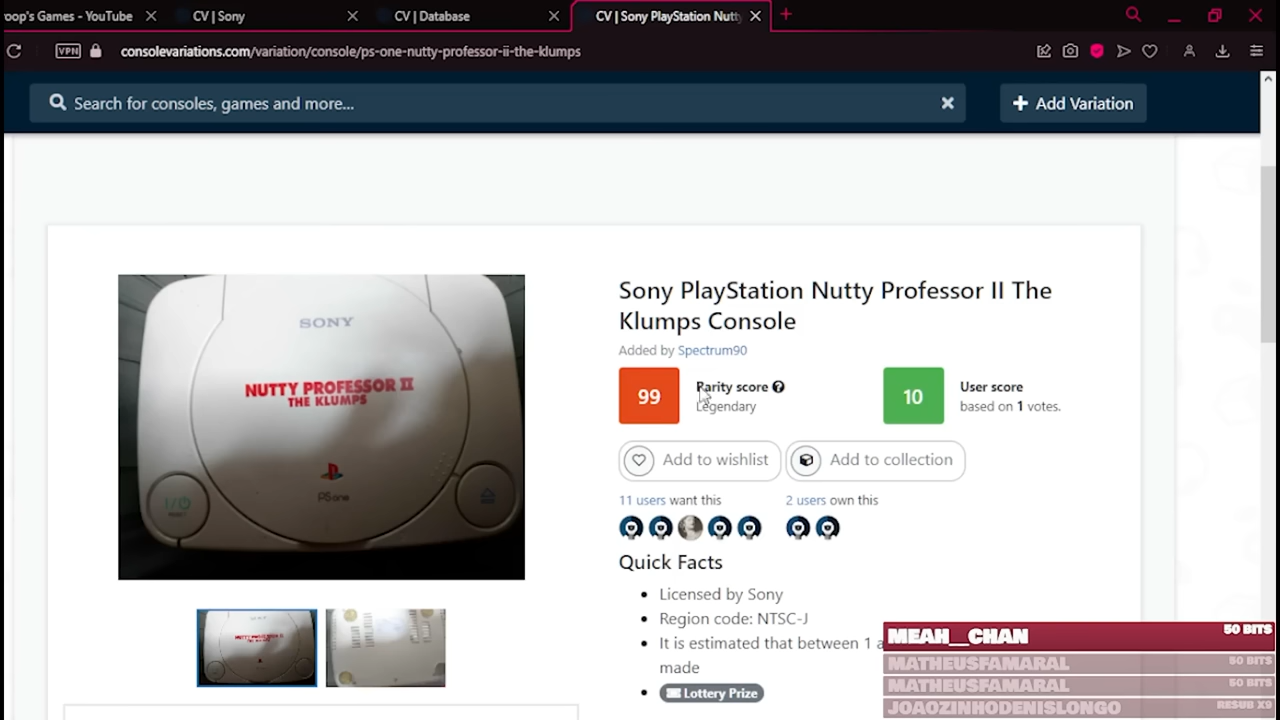 roop's Games - YouTube
CV | Sony
CV | Database
CV | Sony PlayStation Nutty
VPN
consolevariations.com/variation/console/ps-one-nutty-professor-ii-the-klumps
Search for consoles, games and more...
Add Variation
SONY
NUTTY PROFESSOR II
THE KLUMPS
PSone
Sony PlayStation Nutty Professor II The
Klumps Console
Added by Spectrum90
99
Rarity score
Legendary
10
User score
based on 1 votes.
Add to wishlist
Add to collection
11 users want this
2 users own this
Quick Facts
Licensed by Sony
Region code: NTSC-J
It is estimated that between 1 a
made
Lottery Prize
MEAH__CHAN 50 BITS
MATHEUSFAMARAL 50 BITS
MATHEUSFAMARAL 50 BITS
JOAOZINHODENISLONGO RESUB X9